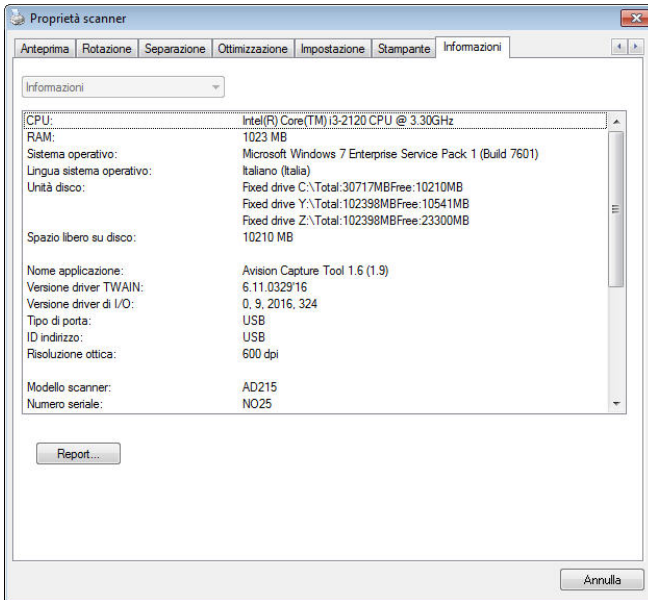 Proprietà scanner
Anteprima Rotazione Separazione Ottimizzazione Impostazione Stampante Informazioni
Informazioni
CPU: Intel(R) Core(TM) i3-2120 CPU @ 3.30GHz
RAM: 1023 MB
Sistema operativo: Microsoft Windows 7 Enterprise Service Pack 1 (Build 7601)
Lingua sistema operativo: Italiano (Italia)
Unità disco: Fixed drive C:\Total:30717MBFree:10210MB
Fixed drive Y:\Total:102398MBFree:10541MB
Fixed drive Z:\Total:102398MBFree:23300MB
Spazio libero su disco: 10210 MB
Nome applicazione: Avision Capture Tool 1.6 (1.9)
Versione driver TWAIN: 6.11.0329'16
Versione driver di I/O: 0, 9, 2016, 324
Tipo di porta: USB
ID indirizzo: USB
Risoluzione ottica: 600 dpi
Modello scanner: AD215
Numero seriale: NO25
Report...
Annulla